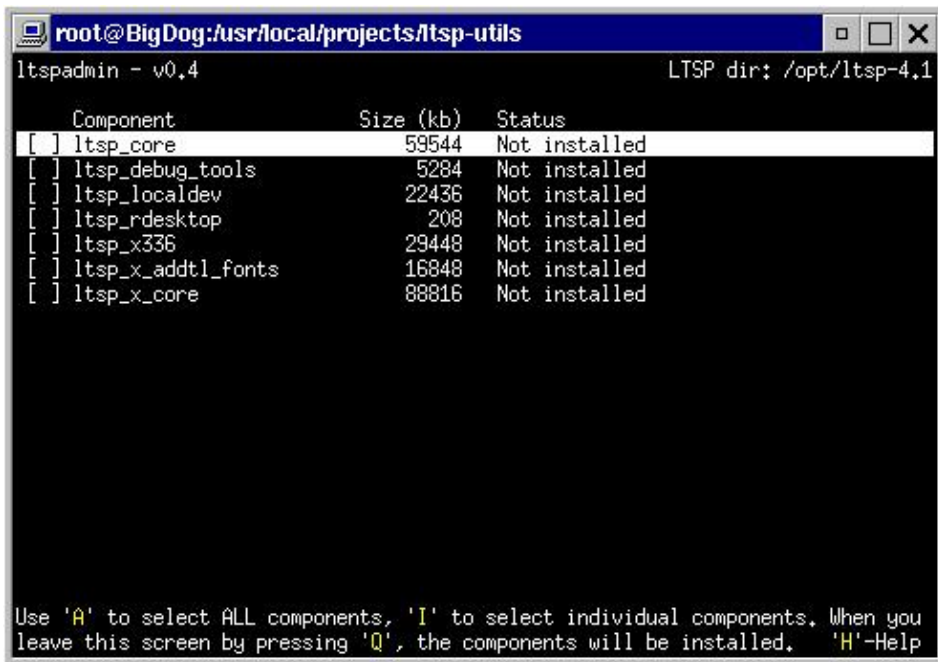 root@BigDog:/usr/local/projects/ltsp-utils
ltspadmin - v0.4 LTSP dir: /opt/ltsp-4.1
Component Size (kb) Status
[ ] ltsp_core 59544 Not installed
[ ] ltsp_debug_tools 5284 Not installed
[ ] ltsp_localdev 22436 Not installed
[ ] ltsp_rdesktop 208 Not installed
[ ] ltsp_x336 29448 Not installed
[ ] ltsp_x_addtl_fonts 16848 Not installed
[ ] ltsp_x_core 88816 Not installed
Use 'A' to select ALL components, 'I' to select individual components. When you
leave this screen by pressing 'Q', the components will be installed. 'H'-Help